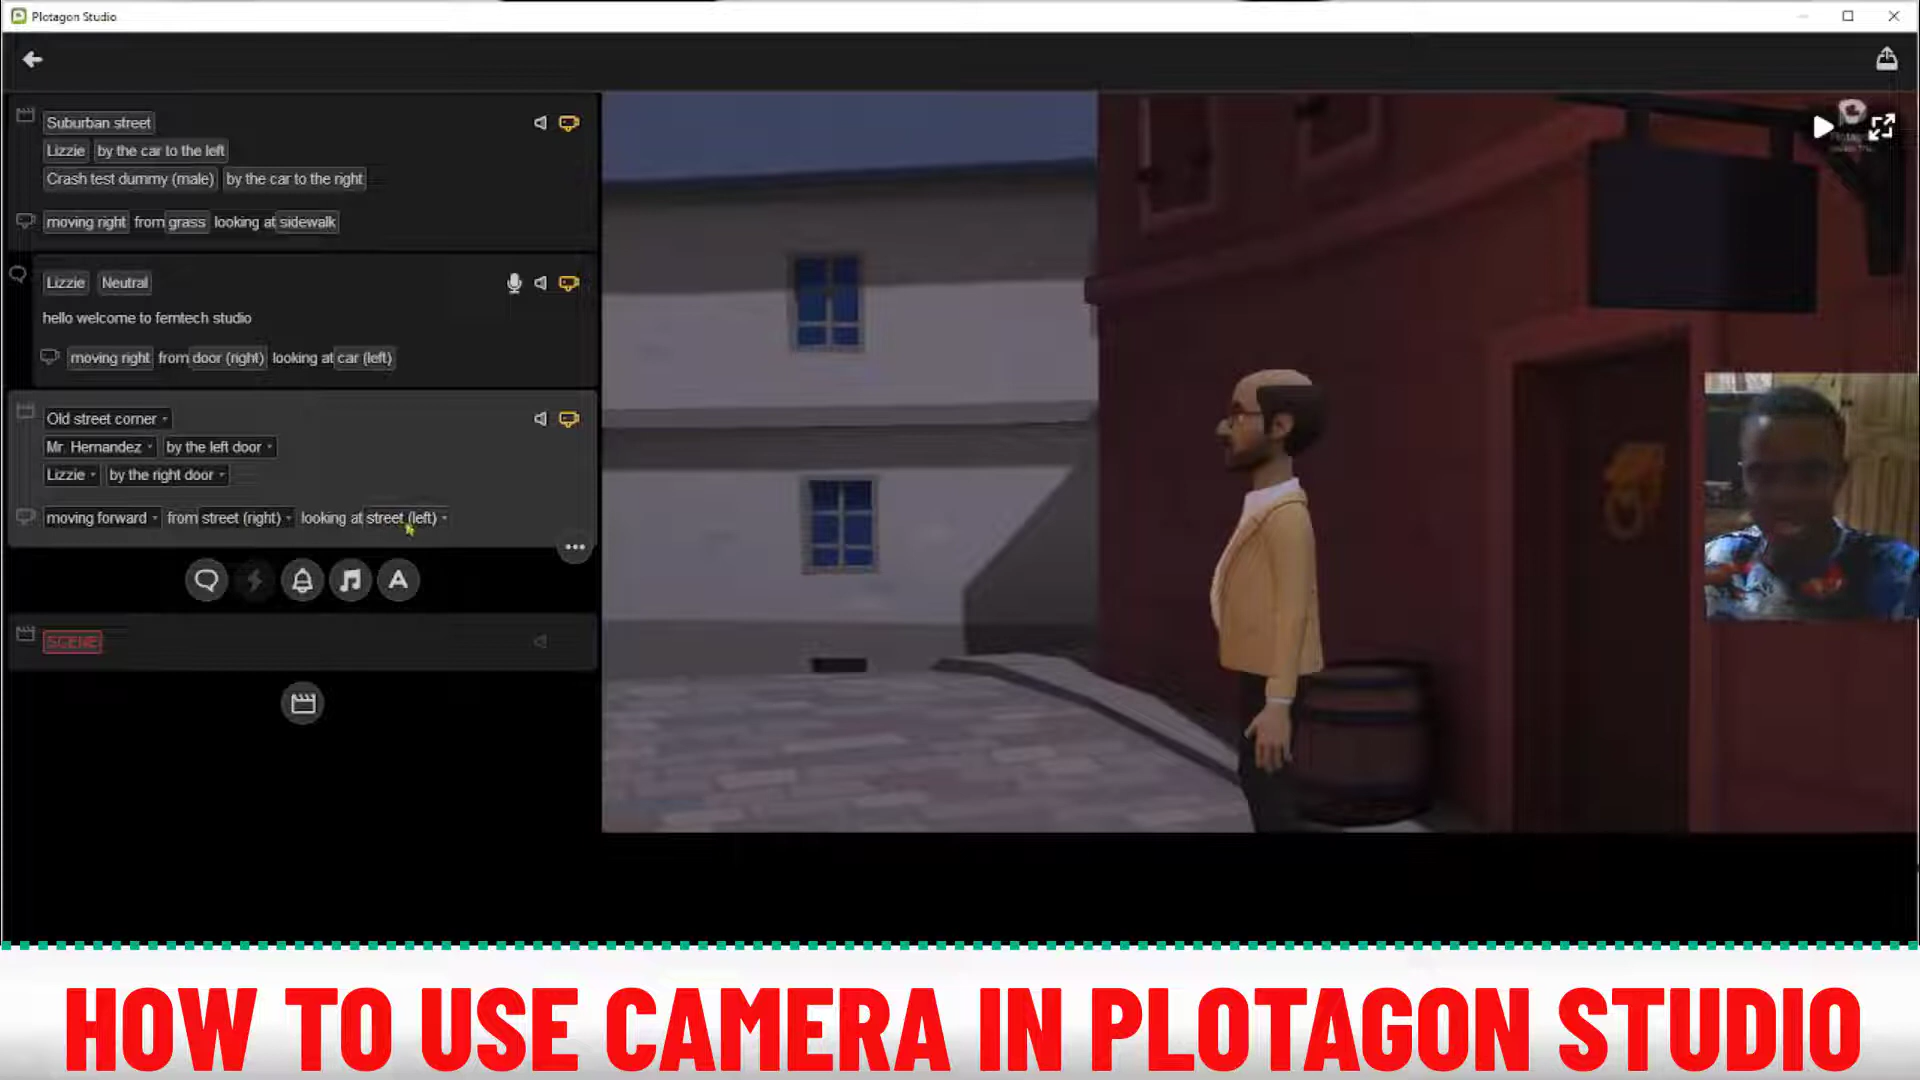 Plotagon Studio
Suburban street
Lizzie by the car to the left
Crash test dummy (male) by the car to the right
moving right from grass looking at sidewalk
Lizzie Neutral
hello welcome to femtech studio
moving right from door (right) looking at car (left)
Old street corner
Mr. Hernandez by the left door
Lizzie by the right door
moving forward from street (right) looking at street (left)
A
SCENE
HOW TO USE CAMERA IN PLOTAGON STUDIO